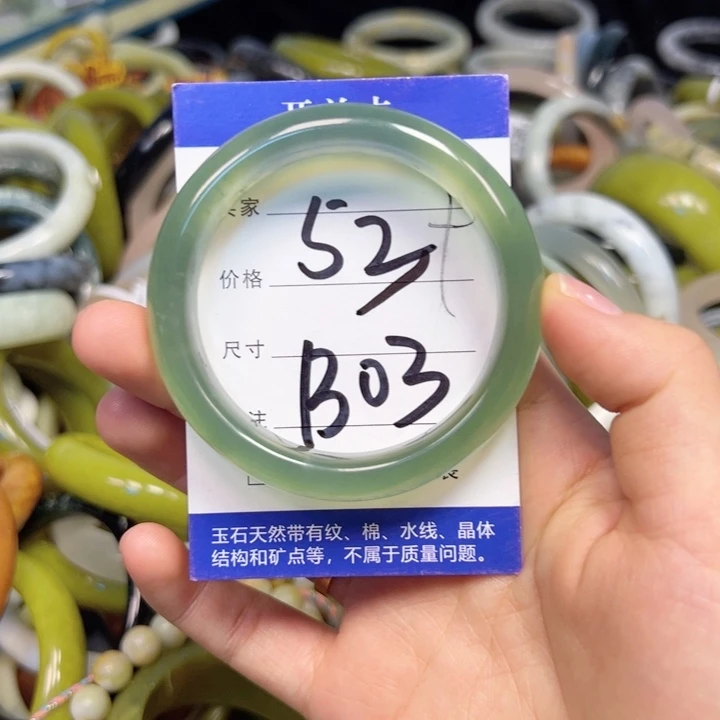 家
52
价格
尺寸
B03
注
玉石天然带有纹、棉、水线、晶体
结构和矿点等，不属于质量问题。